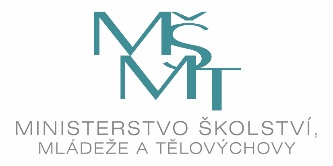 MŠ
MT
MINISTERSTVO ŠKOLSTVÍ,
MLÁDEŽE A TĚLOVÝCHOVY